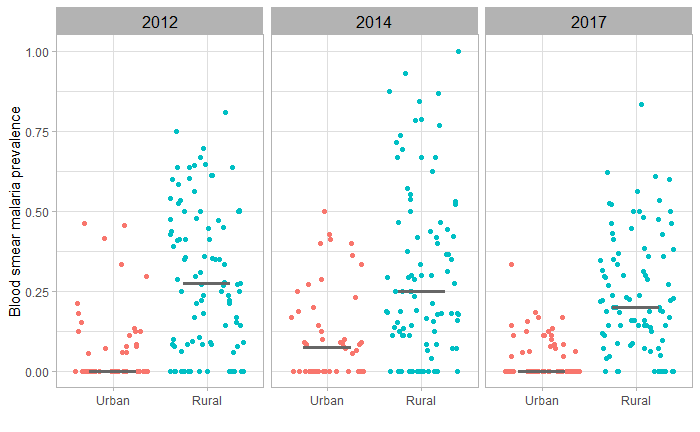 2012 2014 2017
Blood smear malaria prevalence
1.00
0.75
0.50
0.25
0.00
Urban Rural Urban Rural Urban Rural